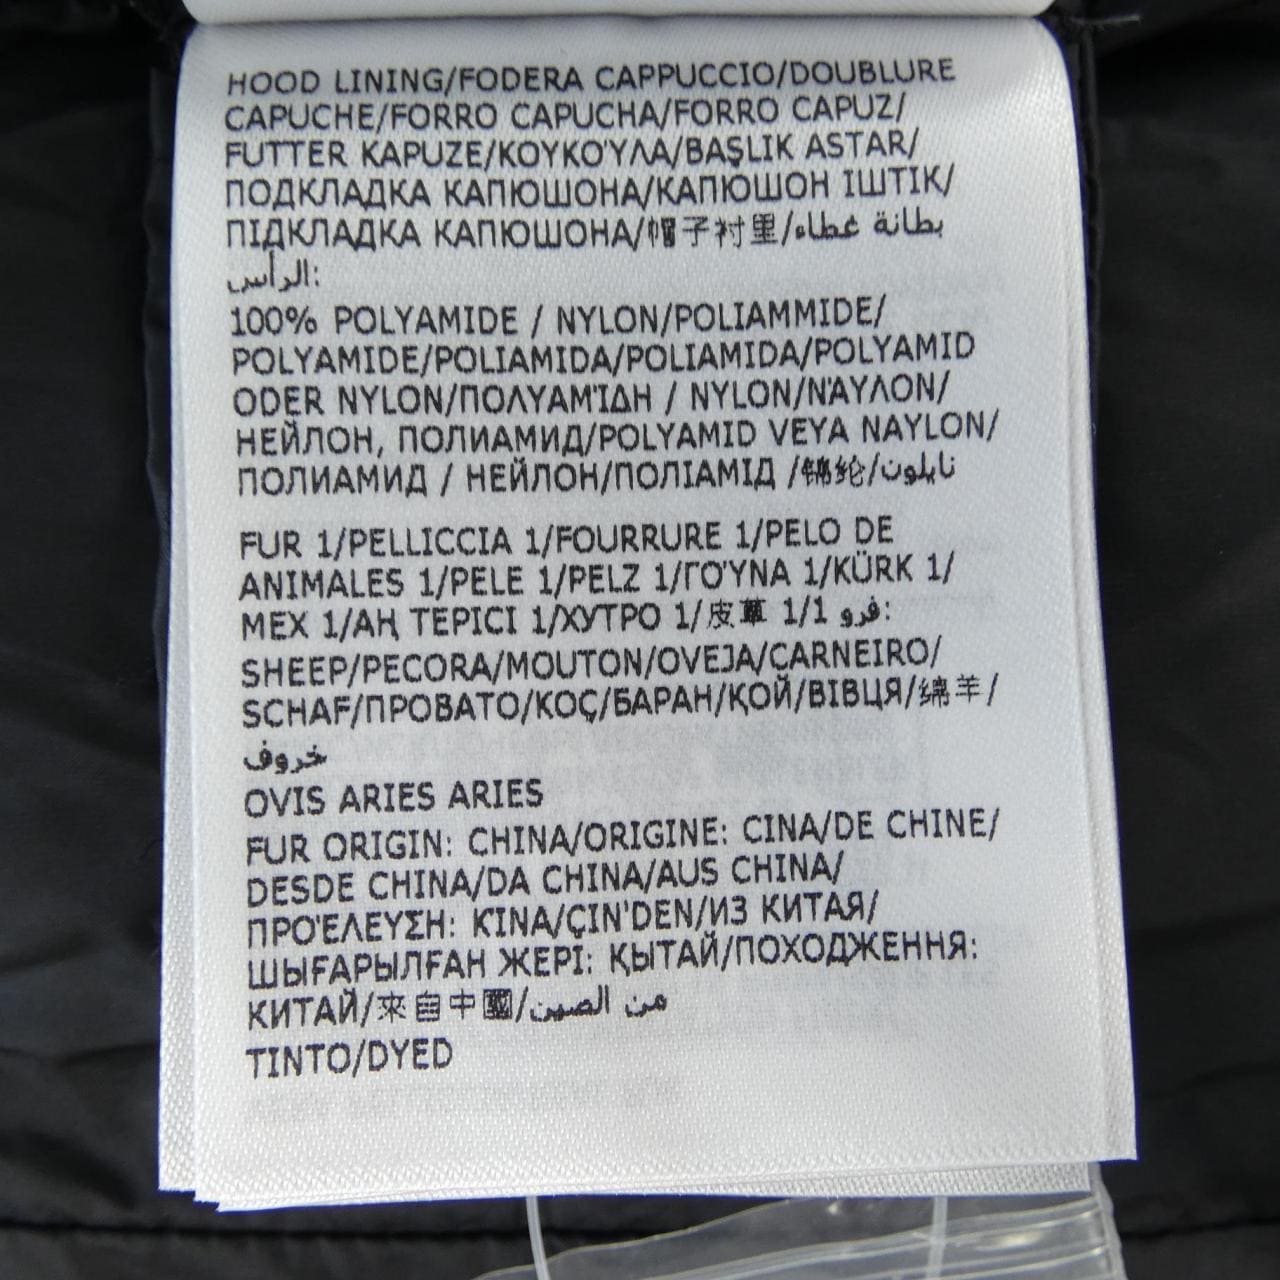 HOOD LINING/FODERA CAPPUCCIO/DOUBLURE
CAPUCHE/FORRO CAPUCHA/FORRO CAPUZ/
FUTTER KAPUZE/ΚΟΥΚΟΎΛΑ/BAŞLIK ASTAR/
ПОДКЛАДКА КАПЮШОНА/КАПЮШОН ІШТІК/
ПІДКЛАДКА КАПЮШОНА/帽子衬里/بطانة غطاء
الرأس:
100% POLYAMIDE / NYLON/POLIAMMIDE/
POLYAMIDE/POLIAMIDA/POLIAMIDA/POLYAMID
ODER NYLON/ΠΟΛΥΑΜΊΔΗ / NYLON/ΝΆΥΛΟΝ/
НЕЙЛОН, ПОЛИАМИД/POLYAMID VEYA NAYLON/
ПОЛИАМИД / НЕЙЛОН/ПОЛІАМІД /锦纶/نايلون
FUR 1/PELLICCIA 1/FOURRURE 1/PELO DE
ANIMALES 1/PELE 1/PELZ 1/ΓΟΎΝΑ 1/KÜRK 1/
МЕХ 1/АҢ ТЕРІСІ 1/ХУТРО 1/皮草 1/1 فرو:
SHEEP/PECORA/MOUTON/OVEJA/CARNEIRO/
SCHAF/ΠΡΟΒΑΤΟ/KOÇ/БАРАН/ҚОЙ/ВІВЦЯ/绵羊/
خروف
OVIS ARIES ARIES
FUR ORIGIN: CHINA/ORIGINE: CINA/DE CHINE/
DESDE CHINA/DA CHINA/AUS CHINA/
ΠΡΟΈΛΕΥΣΗ: ΚΊΝΑ/ÇIN'DEN/ИЗ КИТАЯ/
ШЫҒАРЫЛҒАН ЖЕРІ: ҚЫТАЙ/ПОХОДЖЕННЯ:
КИТАЙ/來自中國/من الصين
TINTO/DYED